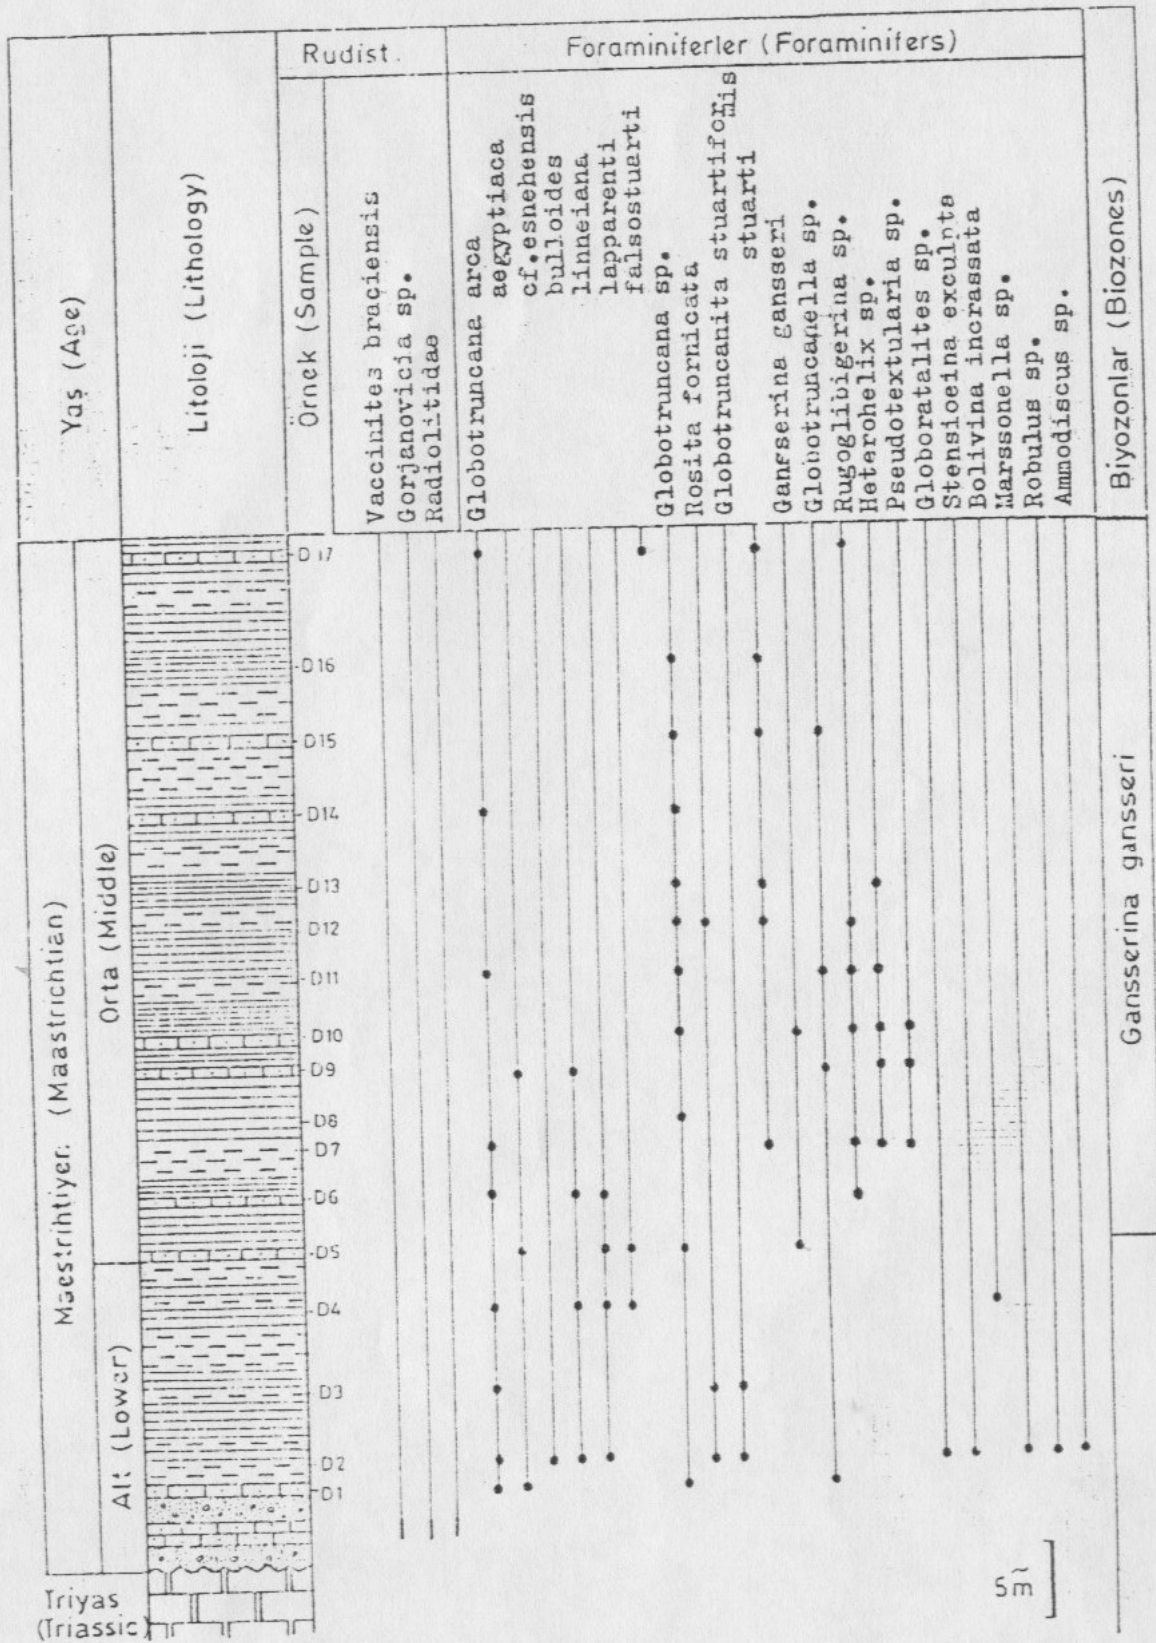 Yaş (Age)
Litoloji (Lithology)
Rudist.
Örnek (Sample)
Vaccinites braciensis
Gorjanovicia sp.
Radiolitidae
Foraminiferler (Foraminifers)
Globotruncana arca
aegyptiaca
cf.esnehensis
bulloides
linneiana
lapparenti
falsostuarti
Globotruncana sp.
Rosita fornicata
Globotruncanita stuartiformis
stuarti
Gansserina gansseri
Globotruncanella sp.
Rugoglibigerina sp.
Heterohelix sp.
Pseudotextularia sp.
Globoratalites sp.
Stensioeina exculpta
Bolivina incrassata
Marssonella sp.
Robulus sp.
Ammodiscus sp.
Biyozonlar (Biozones)
Maestrihtiyen (Maastrichtian)
Orta (Middle)
Alt (Lower)
Triyas
(Triassic)
D17
D16
D15
D14
D13
D12
D11
D10
D9
D8
D7
D6
D5
D4
D3
D2
D1
Gansserina gansseri
5m